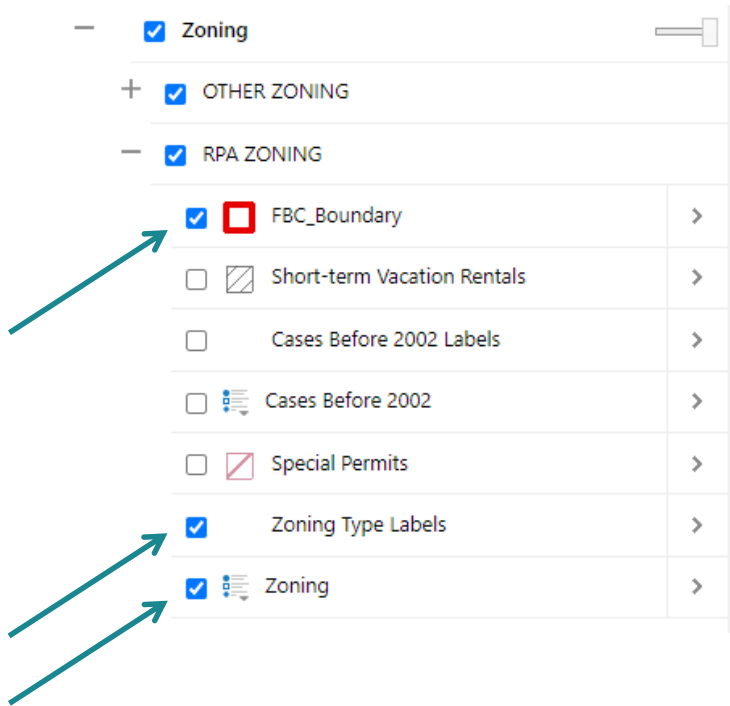 Zoning
OTHER ZONING
RPA ZONING
FBC_Boundary
Short-term Vacation Rentals
Cases Before 2002 Labels
Cases Before 2002
Special Permits
Zoning Type Labels
Zoning